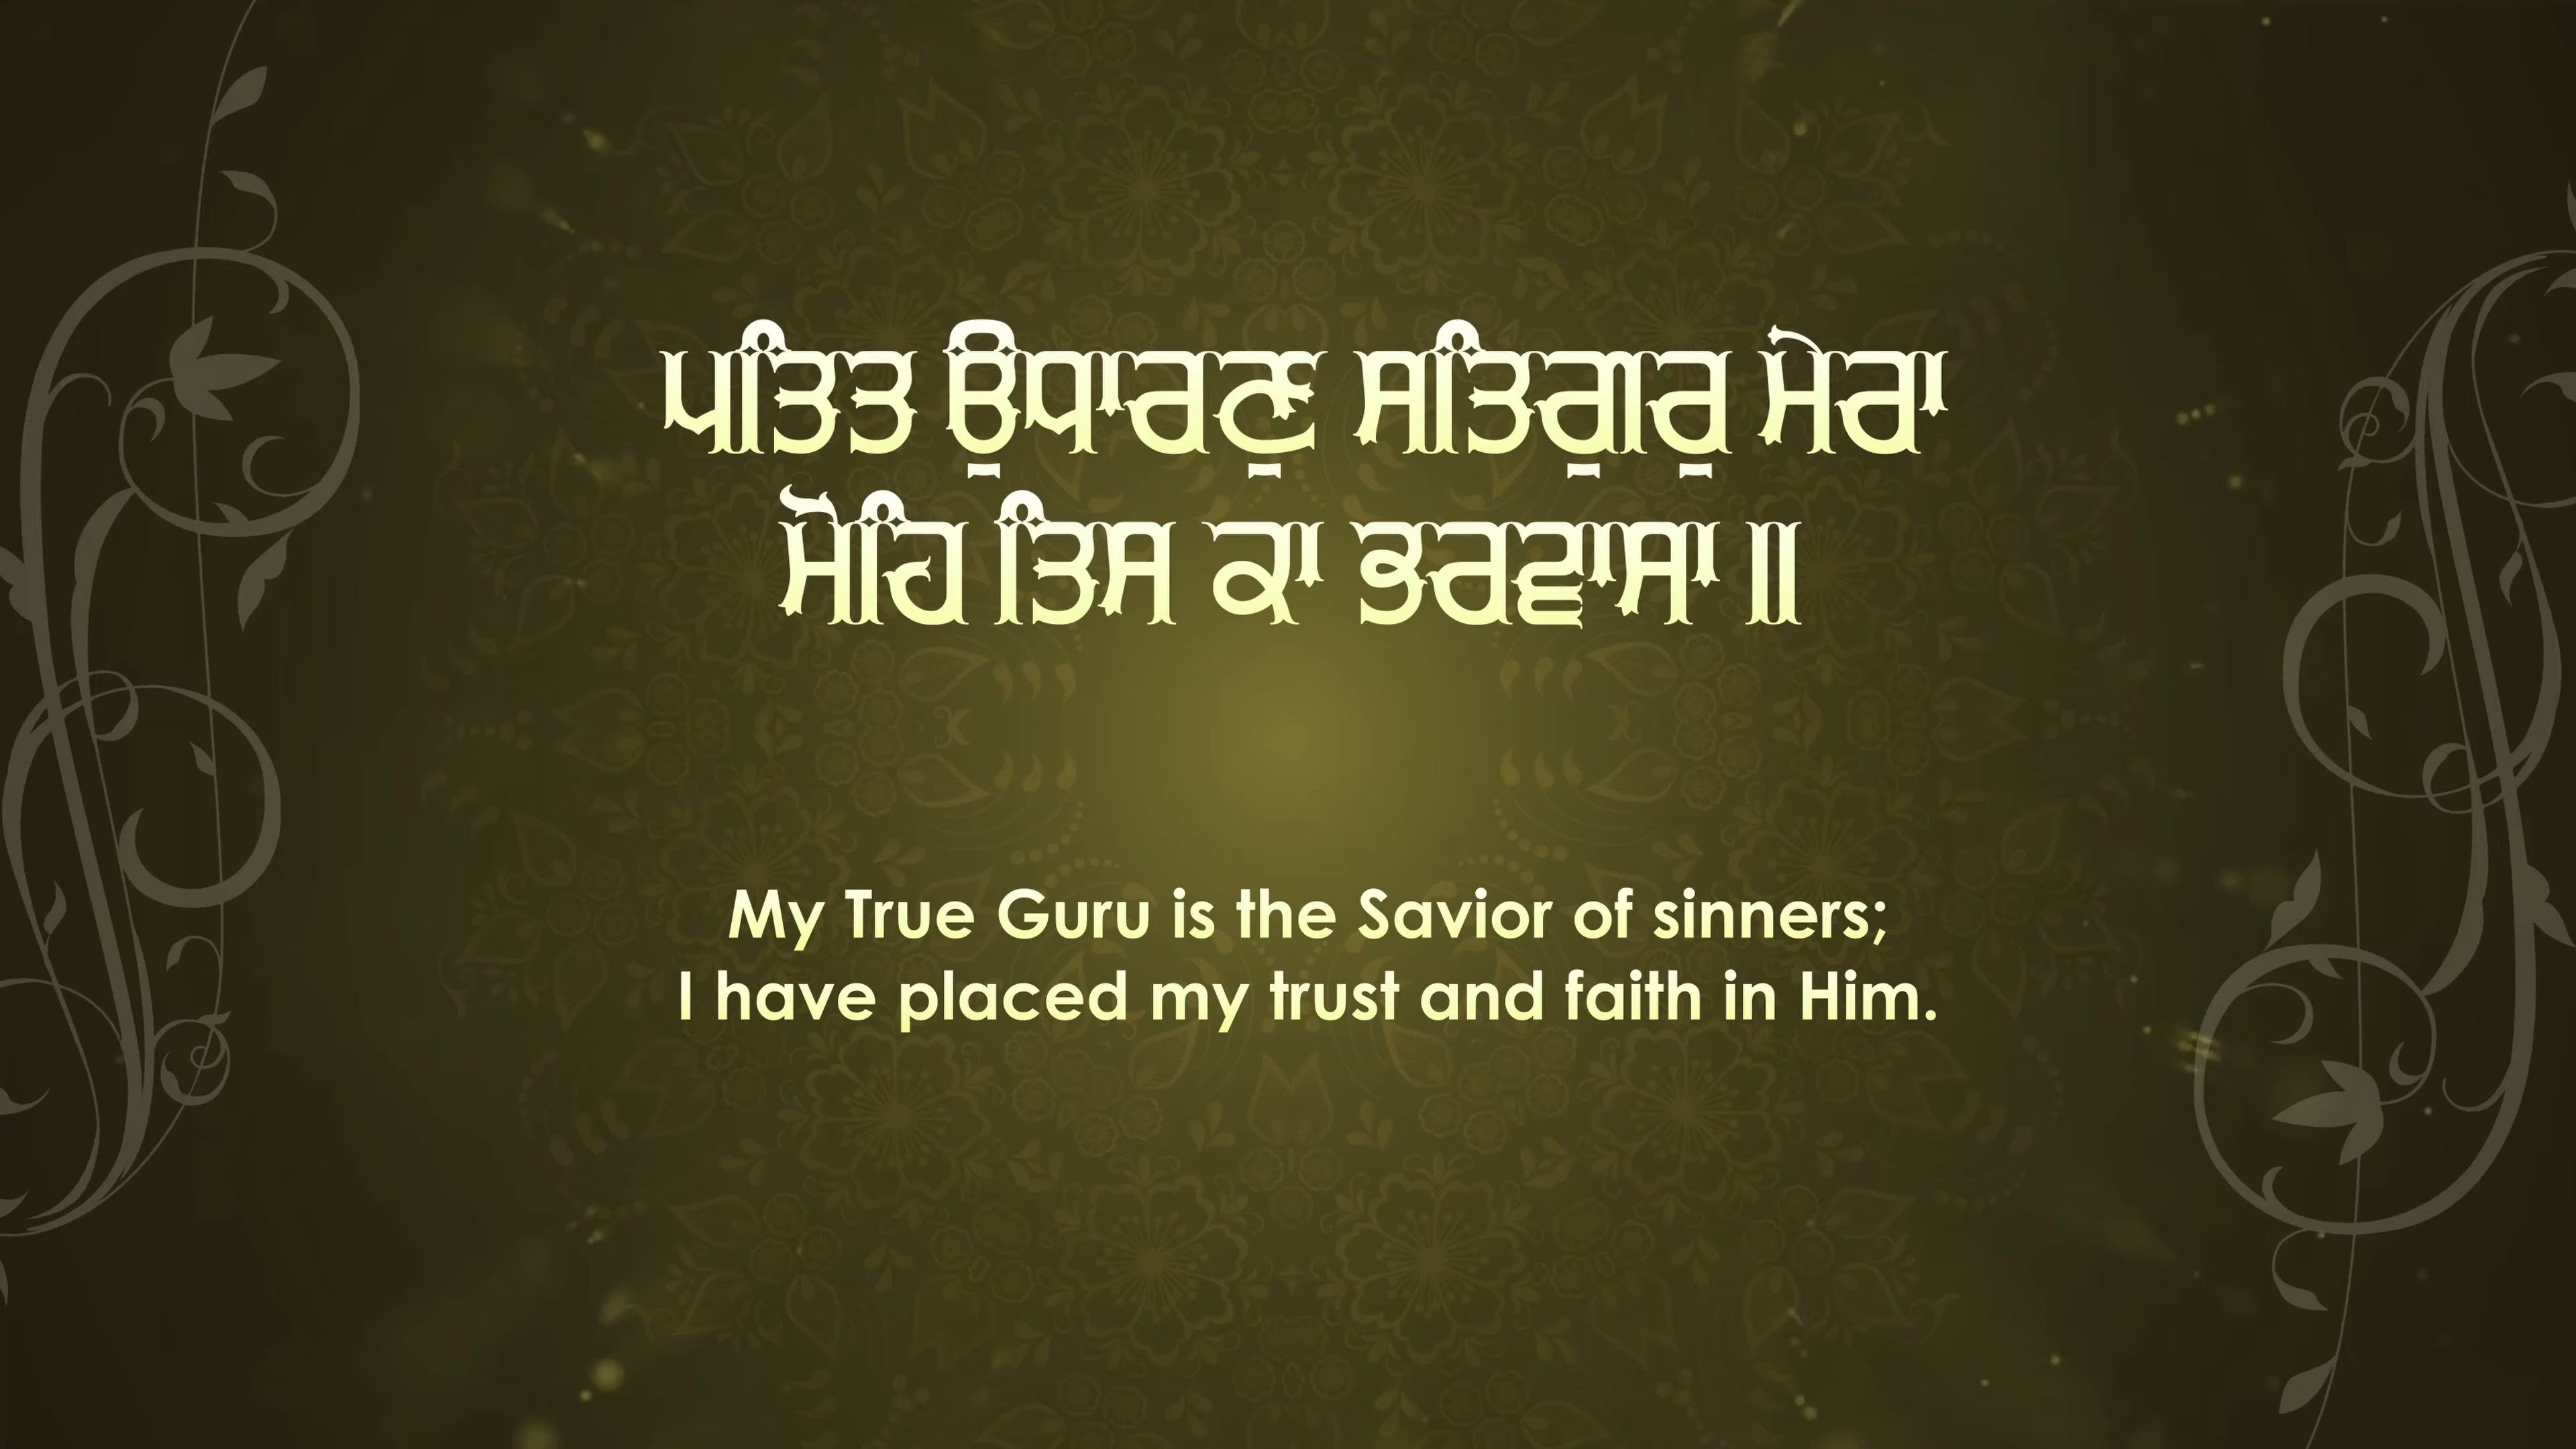 ਪਤਿਤ ਉਧਾਰਣੁ ਸਤਿਗੁਰੁ ਮੇਰਾ
ਮੋਹਿ ਤਿਸ ਕਾ ਭਰਵਾਸਾ ॥
My True Guru is the Savior of sinners;
I have placed my trust and faith in Him.